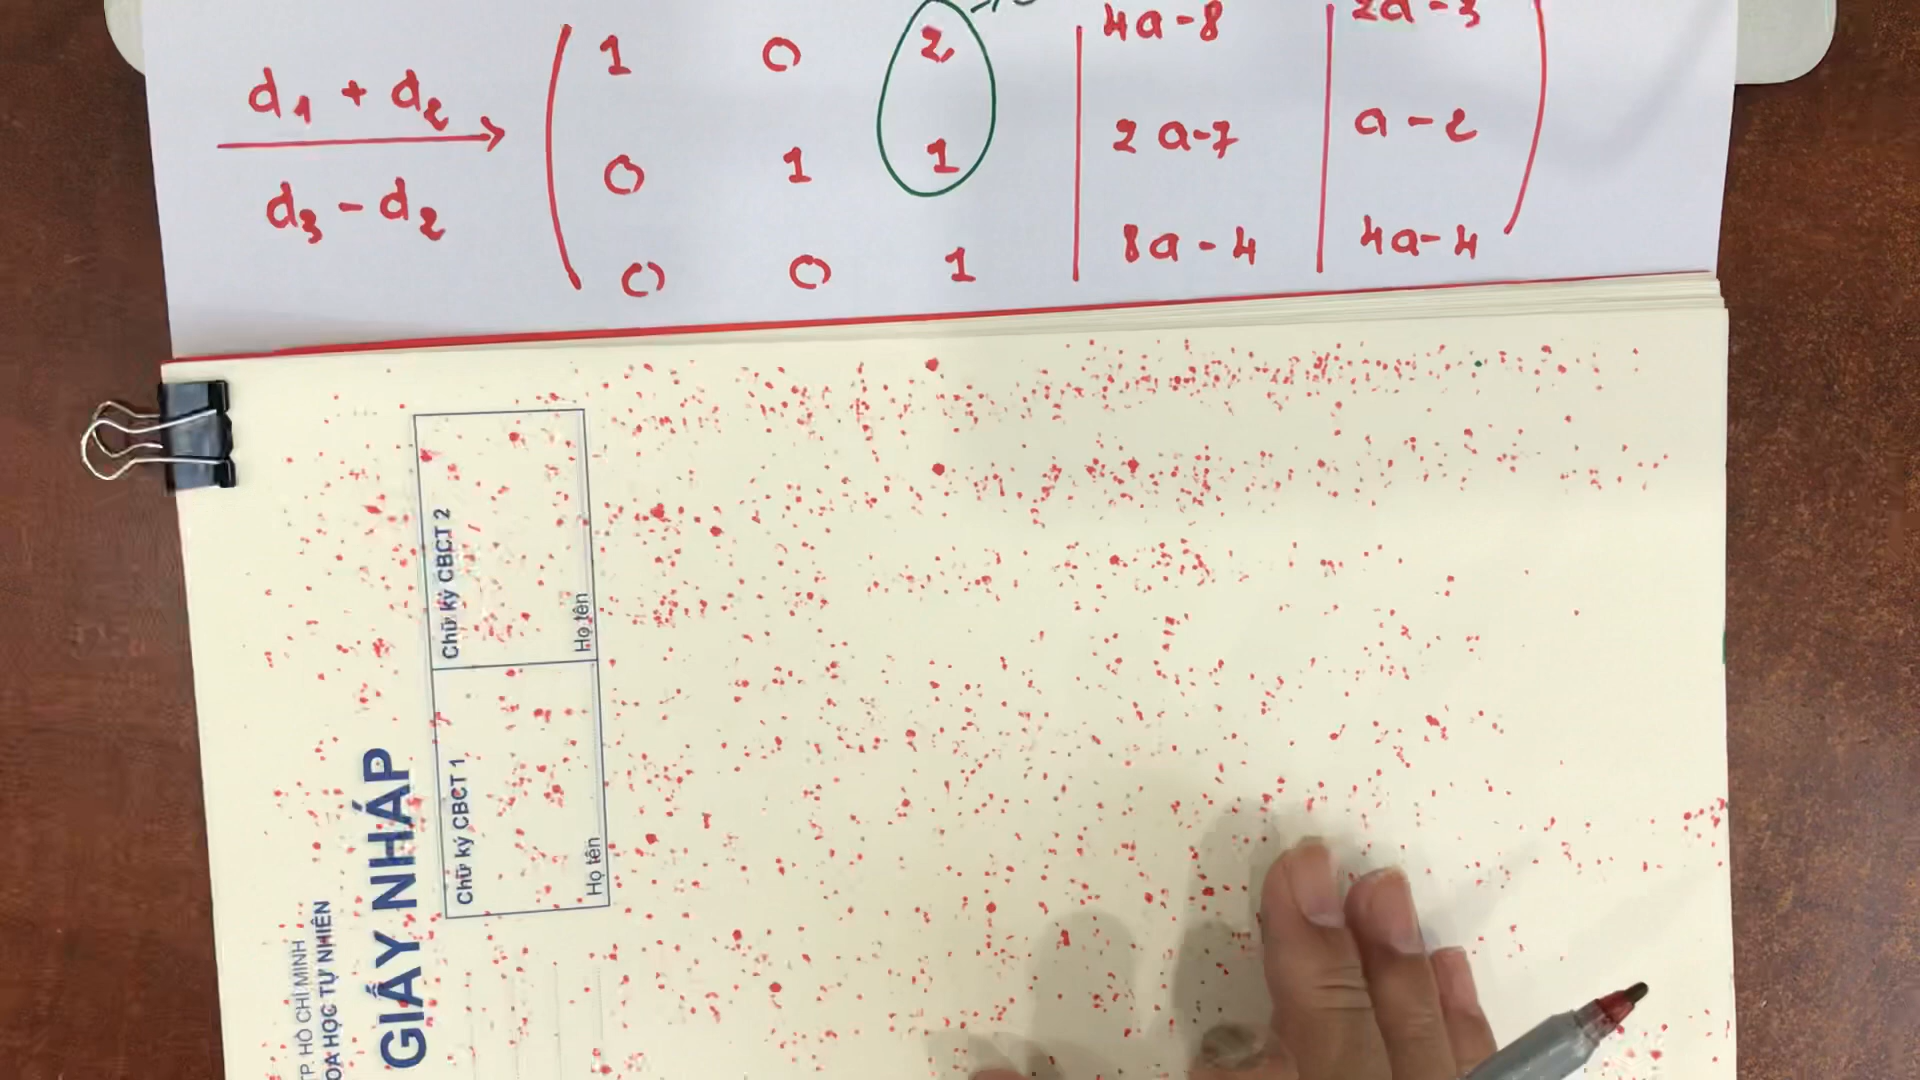 d1 + d2
d3 - d2
1 0 2 4a-8 2a-3
0 1 1 2a-7 a-2
0 0 1 8a-4 4a-4
Chữ ký CBCT 2
Họ tên
Chữ ký CBCT 1
Họ tên
GIẤY NHÁP
TP. HỒ CHÍ MINH
TỰ NHIÊN